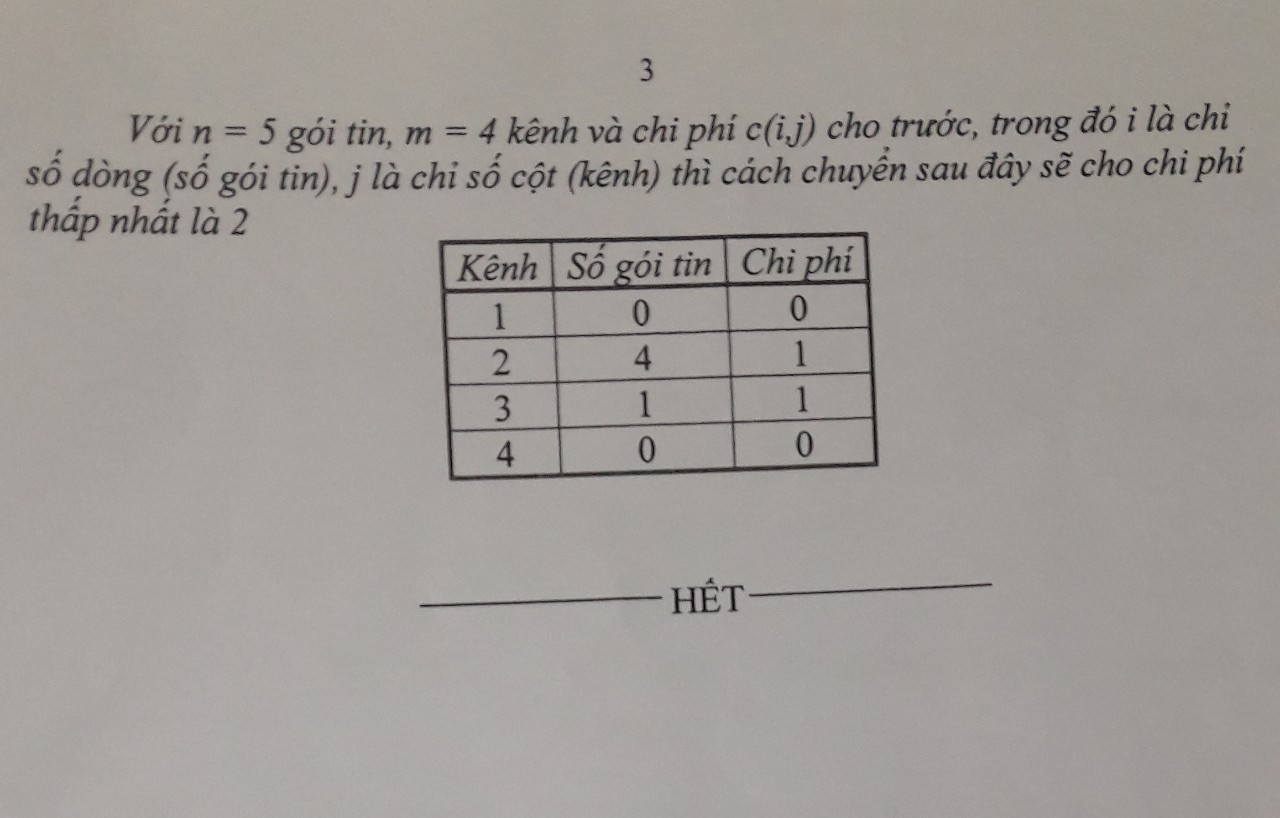 3
Với n = 5 gói tin, m = 4 kênh và chi phí c(i,j) cho trước, trong đó i là chỉ
số dòng (số gói tin), j là chỉ số cột (kênh) thì cách chuyển sau đây sẽ cho chi phí
thấp nhất là 2
Kênh Số gói tin Chi phí
1 0 0
2 4 1
3 1 1
4 0 0
HẾT